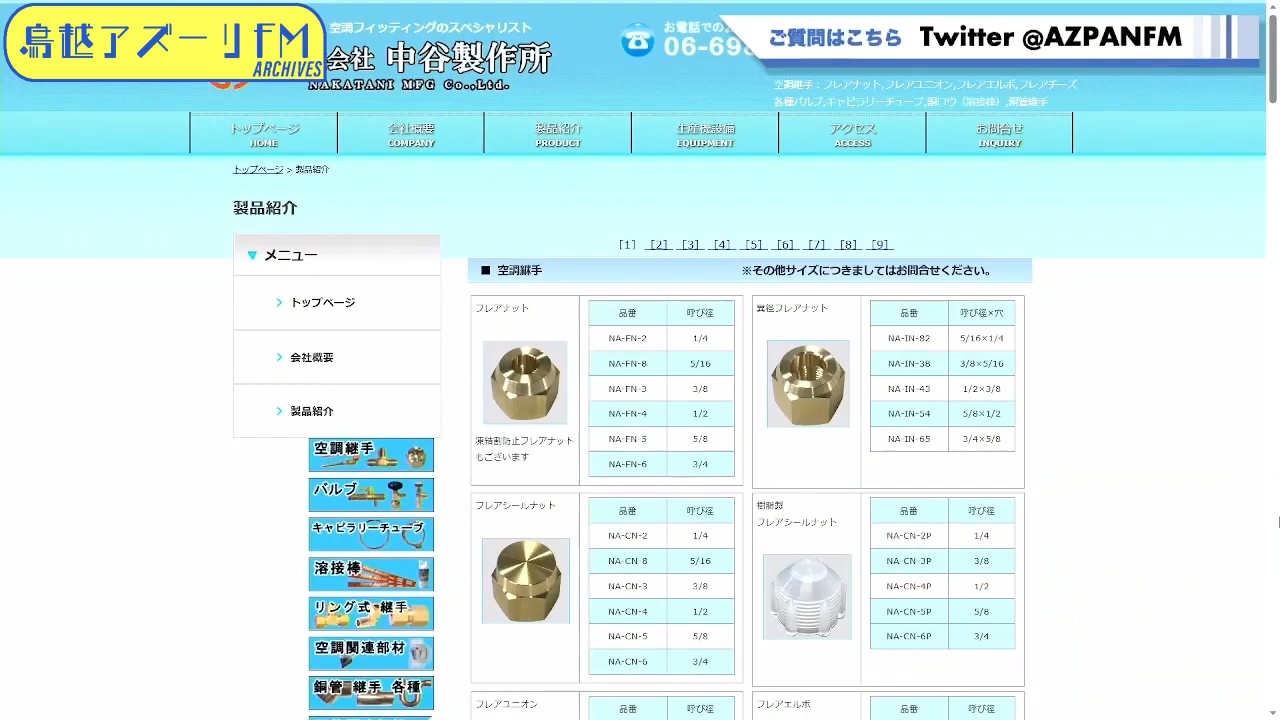 鳥越アズーリFM
ARCHIVES
空調フィッティングのスペシャリスト
会社 中谷製作所
NAKATANI MFG Co.,Ltd.
お電話での
06-69
ご質問はこちら Twitter @AZPANFM
空調継手:フレアナット,フレアユニオン,フレアエルボ,フレアチーズ
各種バルブ,キャピラリーチューブ,銅ロウ(溶接棒),銅管継手
トップページ 会社概要 製品紹介 生産機設備 アクセス お問合せ
HOME COMPANY PRODUCT EQUIPMENT ACCESS INQUIRY
トップページ > 製品紹介
製品紹介
[1] [2] [3] [4] [5] [6] [7] [8] [9]
▼ メニュー
> トップページ
> 会社概要
> 製品紹介
空調継手
バルブ
キャピラリーチューブ
溶接棒
リング式 継手
空調関連部材
銅管 継手 各種
■ 空調継手 ※その他サイズにつきましてはお問合せください。
フレアナット
凍結割防止フレアナット
もございます
品番 呼び径
NA-FN-2 1/4
NA-FN-8 5/16
NA-FN-3 3/8
NA-FN-4 1/2
NA-FN-5 5/8
NA-FN-6 3/4
異径フレアナット
品番 呼び径×穴
NA-IN-82 5/16×1/4
NA-IN-38 3/8×5/16
NA-IN-43 1/2×3/8
NA-IN-54 5/8×1/2
NA-IN-65 3/4×5/8
フレアシールナット
品番 呼び径
NA-CN-2 1/4
NA-CN-8 5/16
NA-CN-3 3/8
NA-CN-4 1/2
NA-CN-5 5/8
NA-CN-6 3/4
樹脂製
フレアシールナット
品番 呼び径
NA-CN-2P 1/4
NA-CN-3P 3/8
NA-CN-4P 1/2
NA-CN-5P 5/8
NA-CN-6P 3/4
フレアユニオン
品番 呼び径
フレアエルボ
品番 呼び径